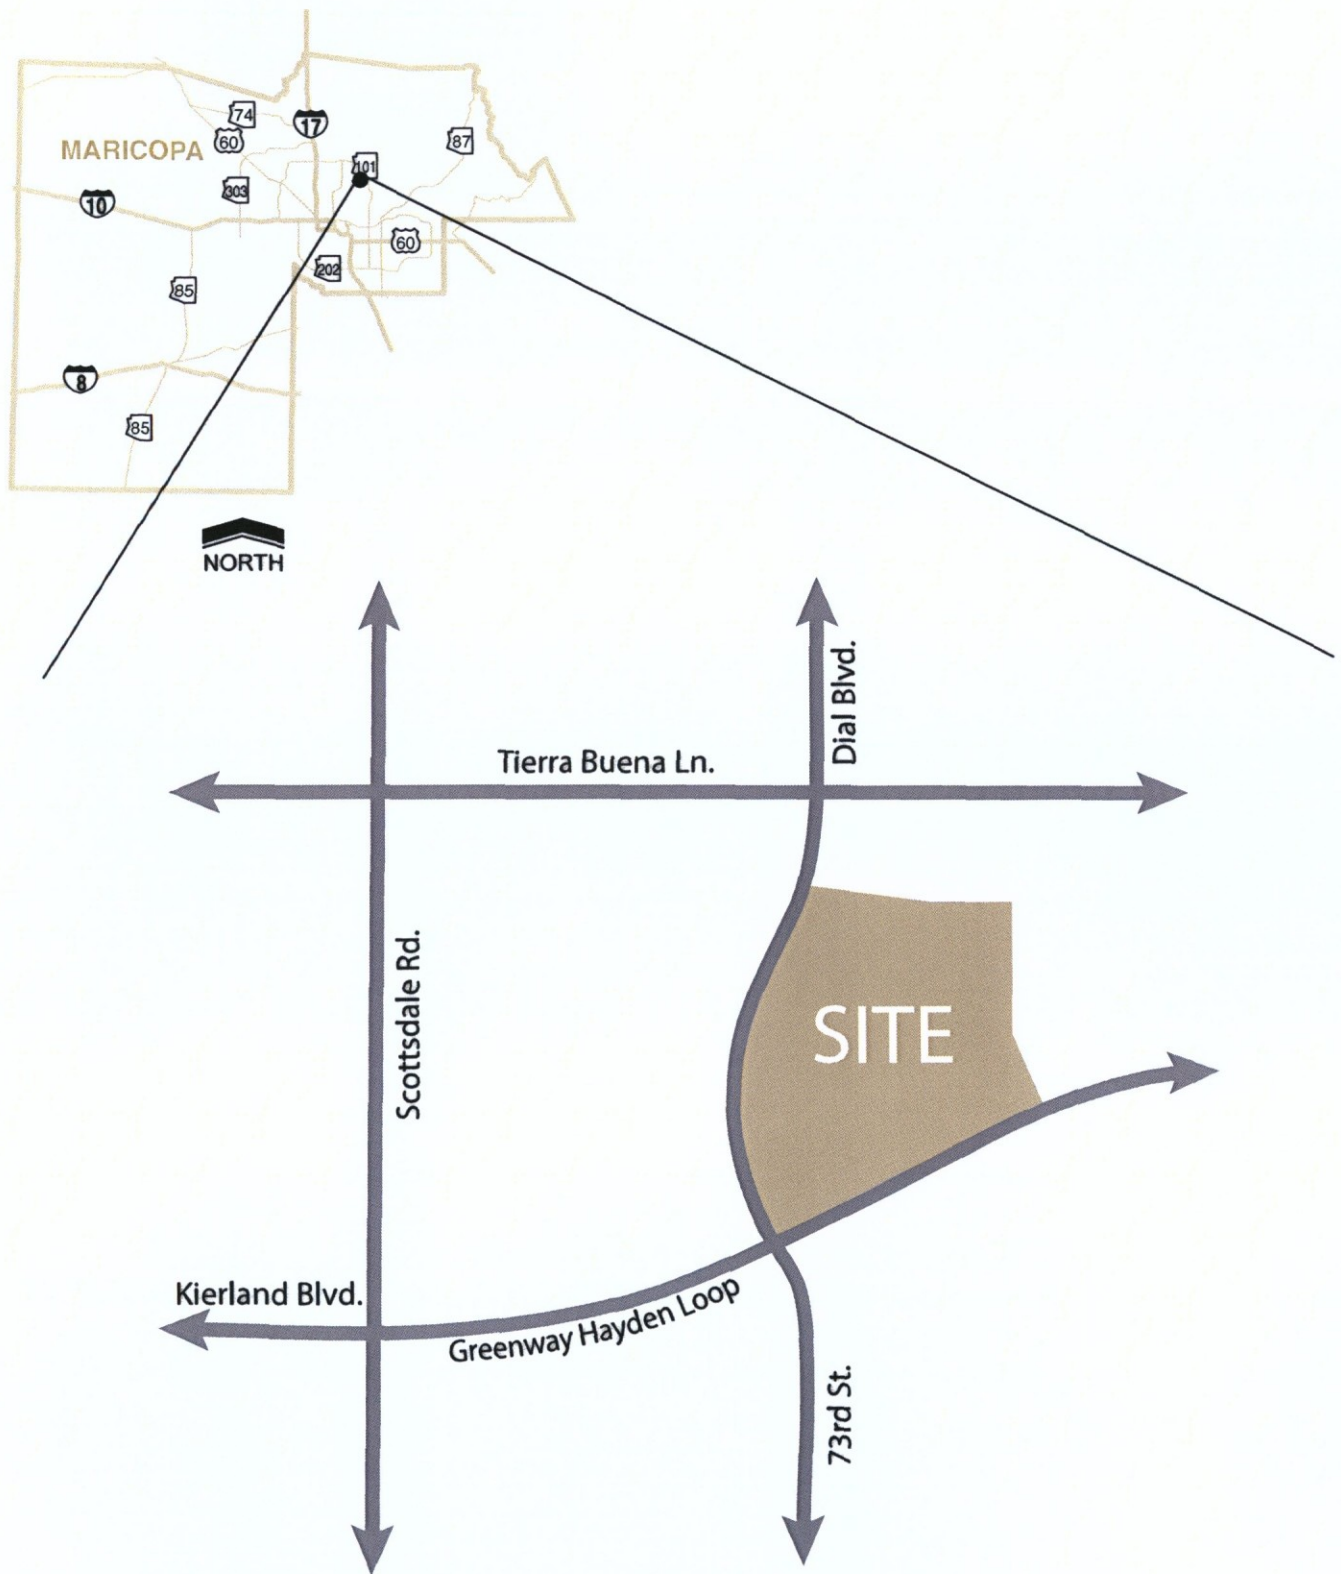 74
17
60
87
MARICOPA
101
303
10
60
202
85
8
85
NORTH
Dial Blvd.
Tierra Buena Ln.
Scottsdale Rd.
SITE
Kierland Blvd.
Greenway Hayden Loop
73rd St.